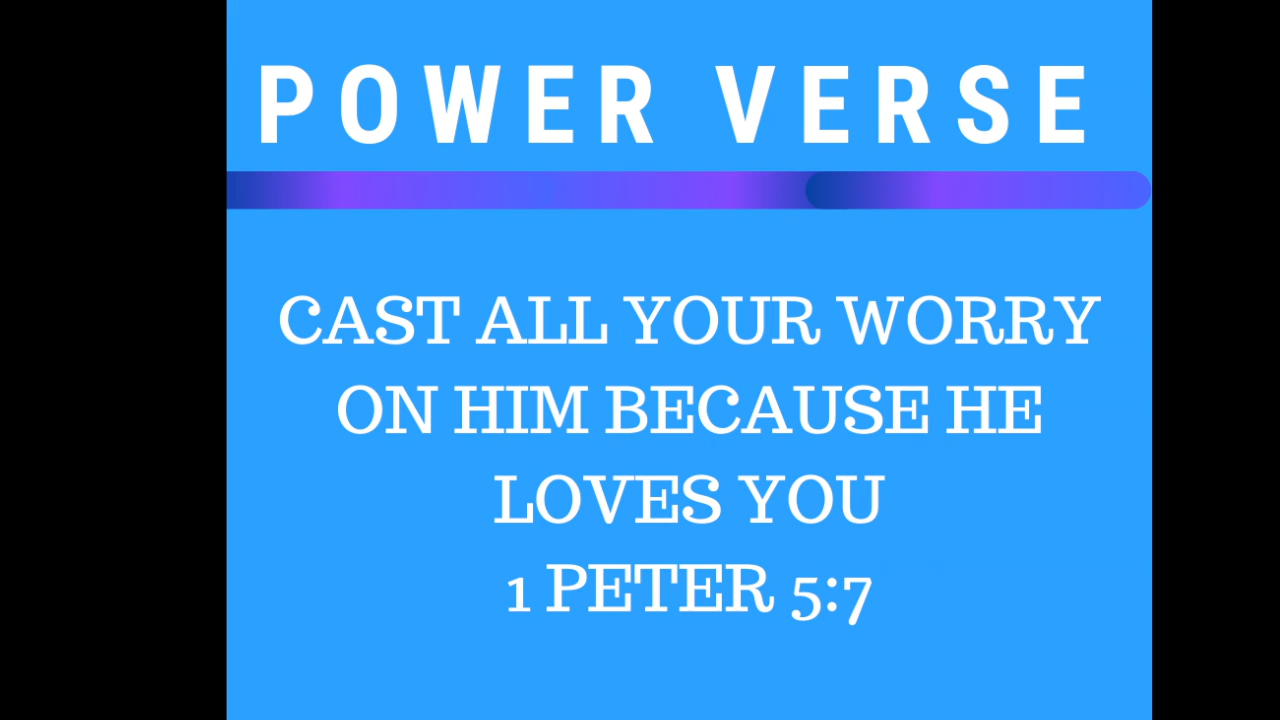 POWER VERSE
CAST ALL YOUR WORRY
ON HIM BECAUSE HE
LOVES YOU
1 PETER 5:7